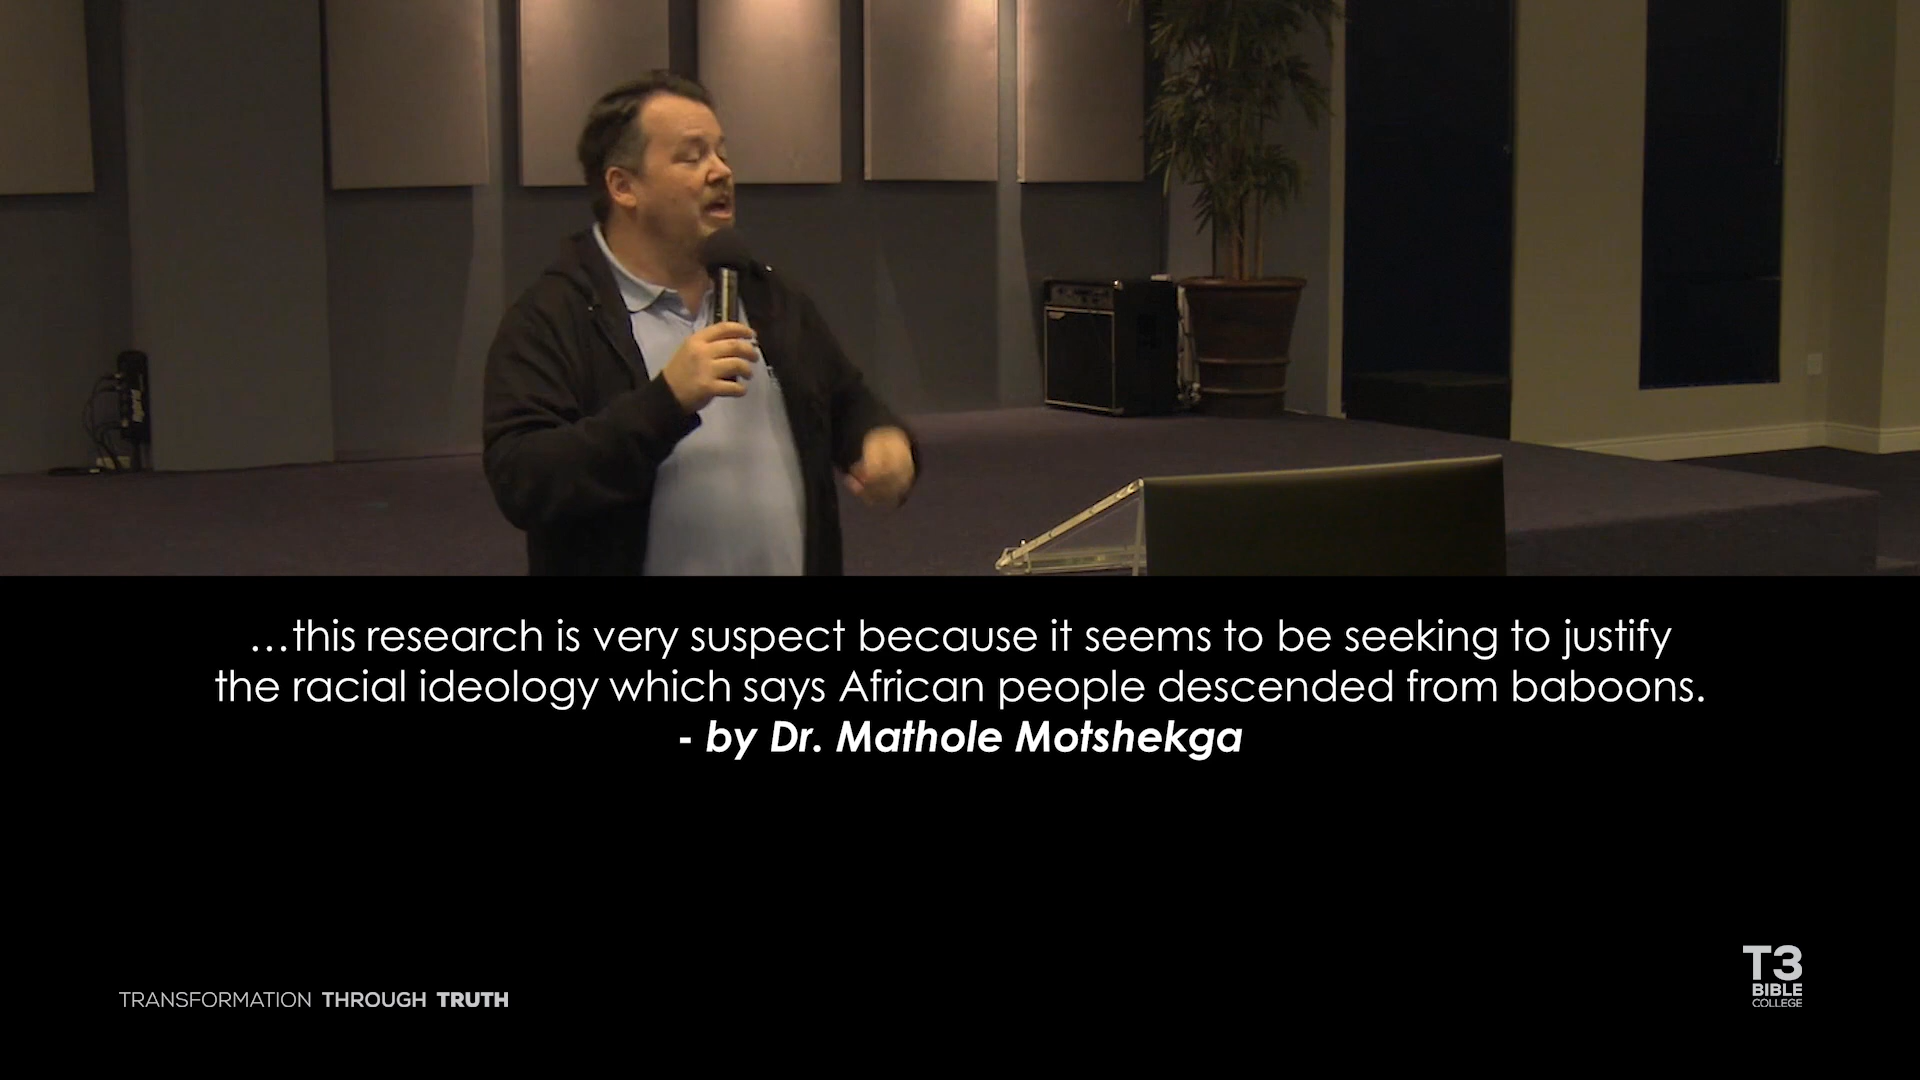 …this research is very suspect because it seems to be seeking to justify
the racial ideology which says African people descended from baboons.
- by Dr. Mathole Motshekga
TRANSFORMATION THROUGH TRUTH
T3
BIBLE
COLLEGE